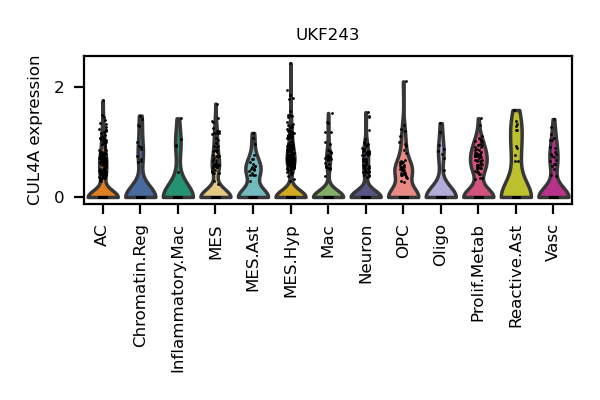 UKF243
CUL4A expression
2
0
AC
Chromatin.Reg
Inflammatory.Mac
MES
MES.Ast
MES.Hyp
Mac
Neuron
OPC
Oligo
Prolif.Metab
Reactive.Ast
Vasc